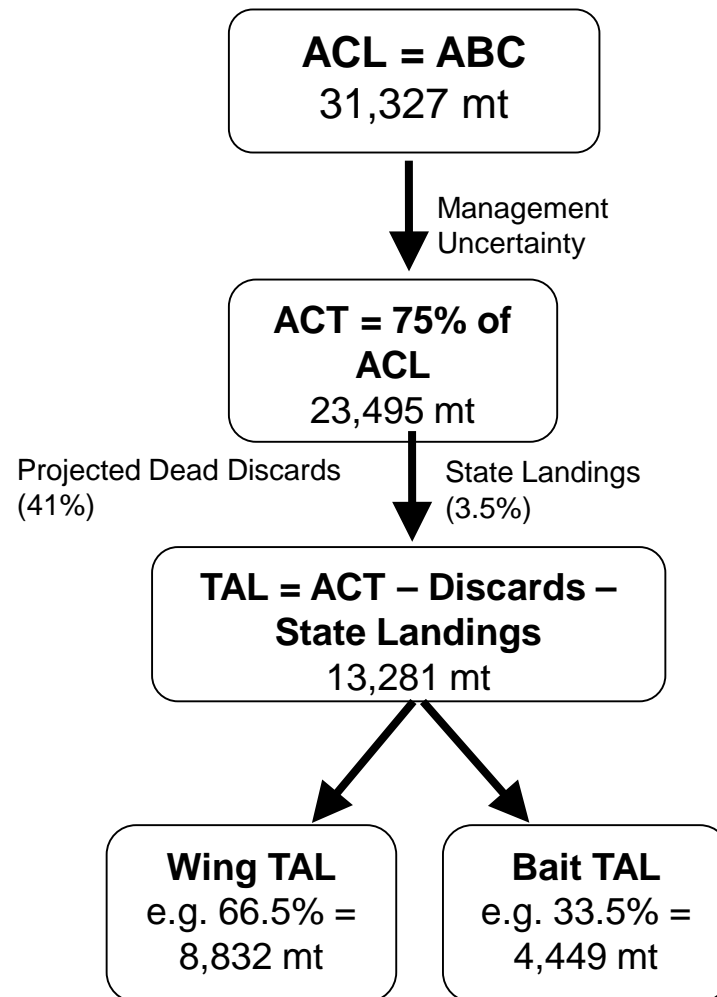 ACL = ABC
31,327 mt
Management
Uncertainty
ACT = 75% of
ACL
23,495 mt
Projected Dead Discards
(41%)
State Landings
(3.5%)
TAL = ACT – Discards –
State Landings
13,281 mt
Wing TAL
e.g. 66.5% =
8,832 mt
Bait TAL
e.g. 33.5% =
4,449 mt